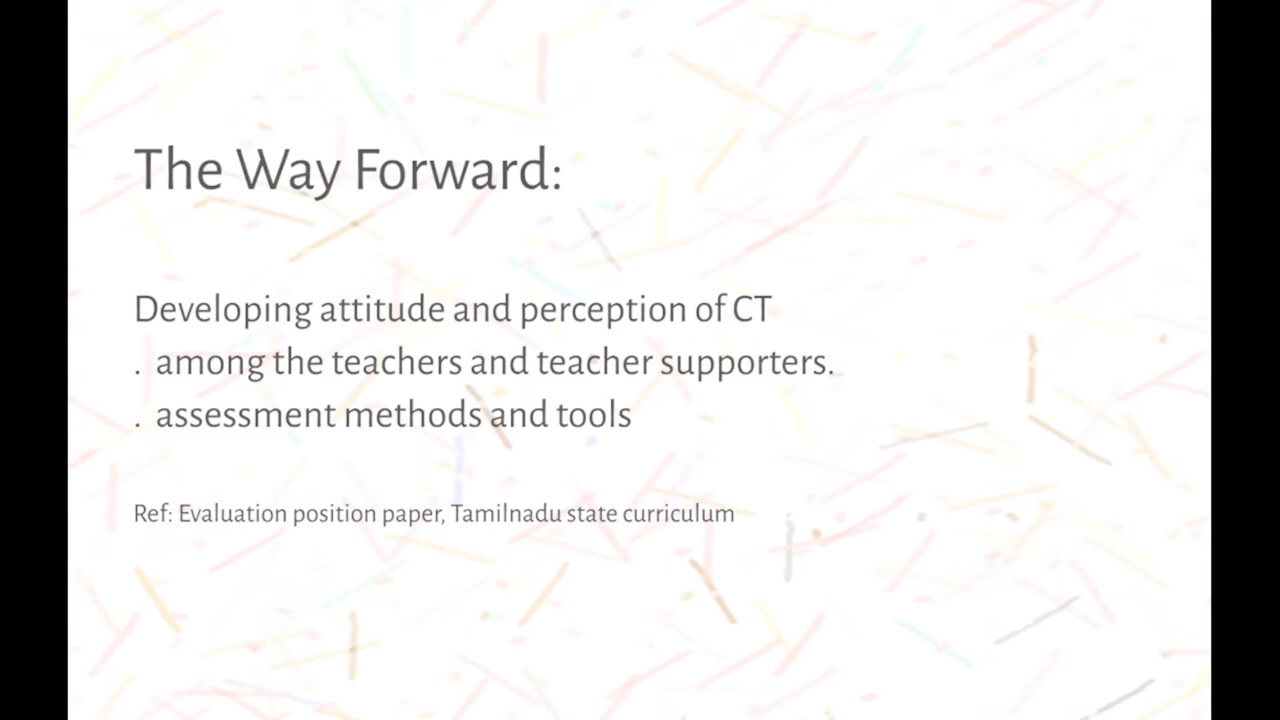 The Way Forward:
Developing attitude and perception of CT
. among the teachers and teacher supporters.
. assessment methods and tools
Ref: Evaluation position paper, Tamilnadu state curriculum